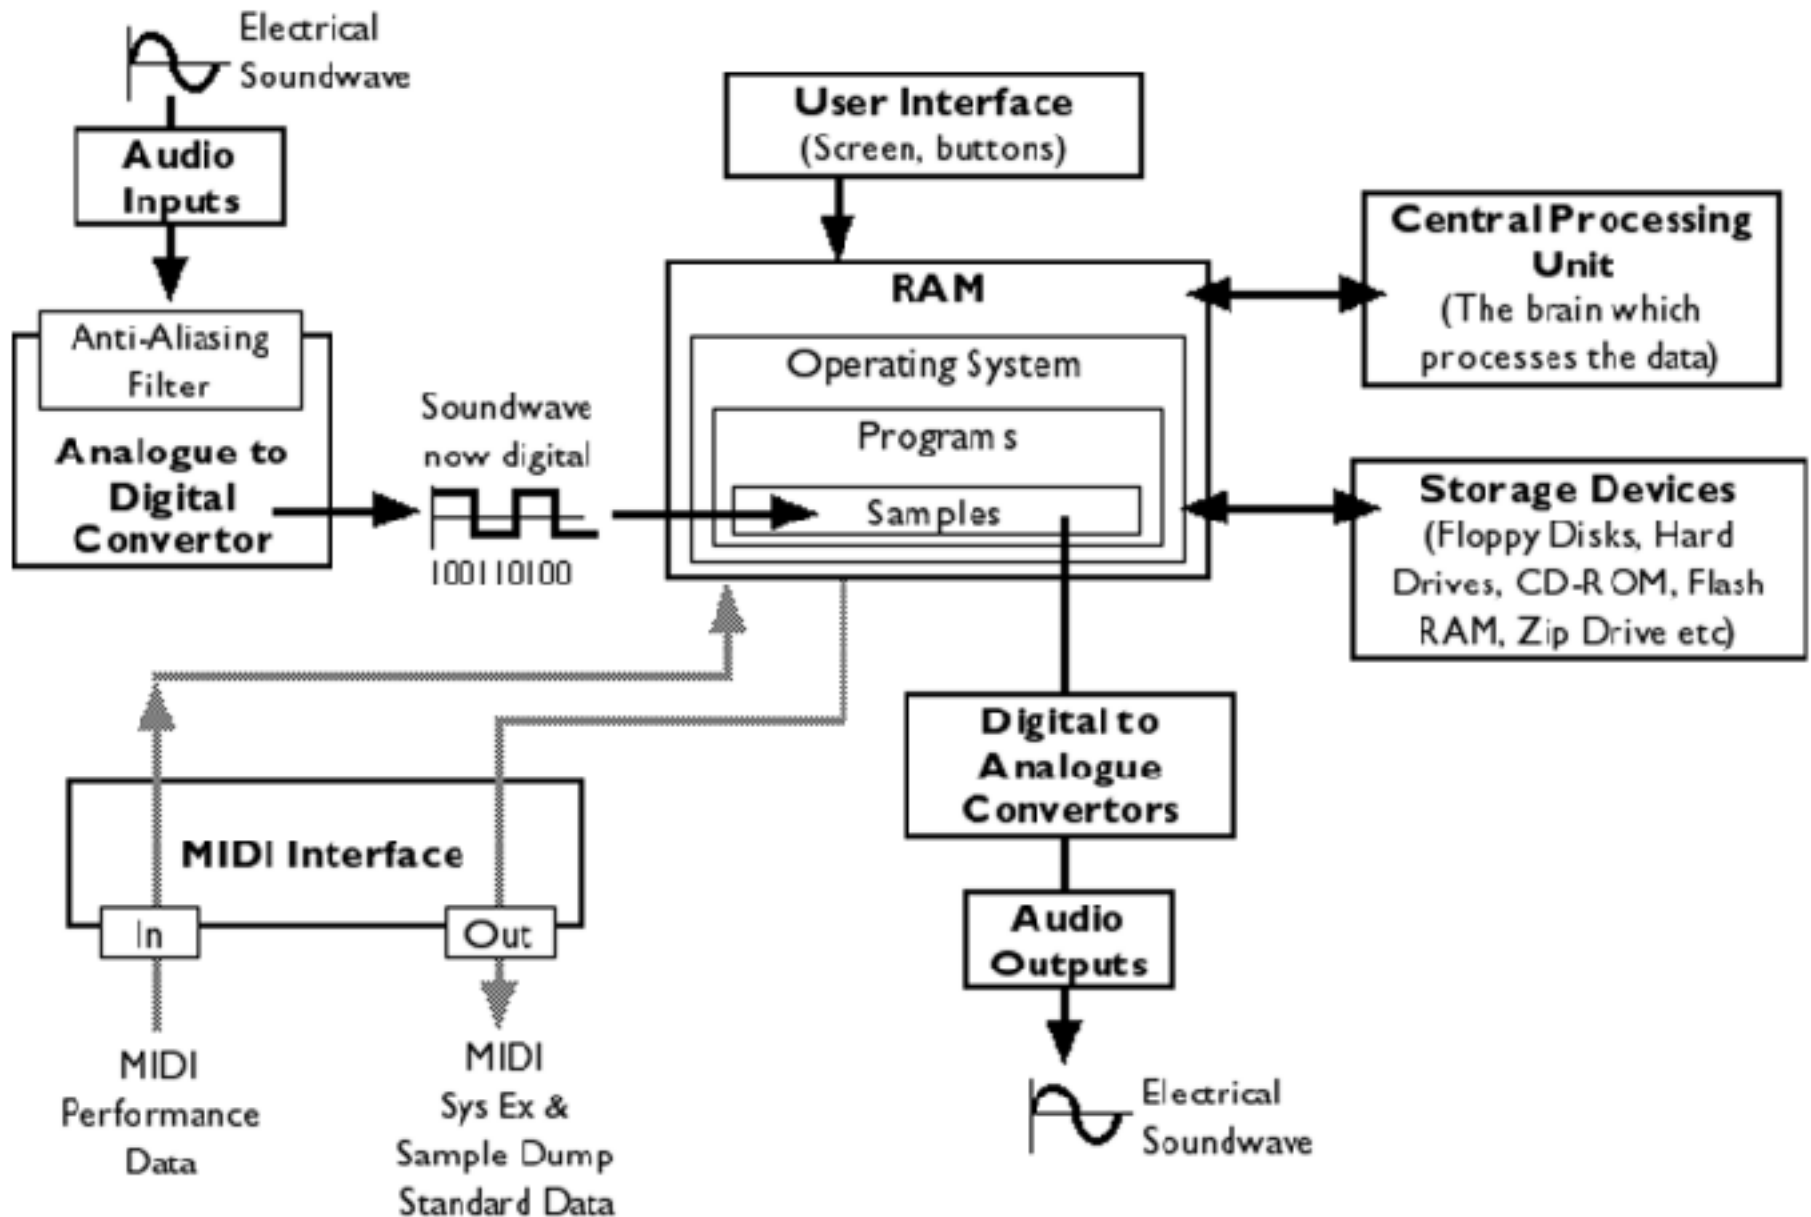 Electrical
Soundwave
Audio
Inputs
Anti-Aliasing
Filter
Analogue to
Digital
Convertor
Soundwave
now digital
100110100
User Interface
(Screen, buttons)
RAM
Operating System
Programs
Samples
Central Processing
Unit
(The brain which
processes the data)
Storage Devices
(Floppy Disks, Hard
Drives, CD-ROM, Flash
RAM, Zip Drive etc)
MIDI Interface
In
Out
MIDI
Performance
Data
MIDI
Sys Ex &
Sample Dump
Standard Data
Digital to
Analogue
Convertors
Audio
Outputs
Electrical
Soundwave